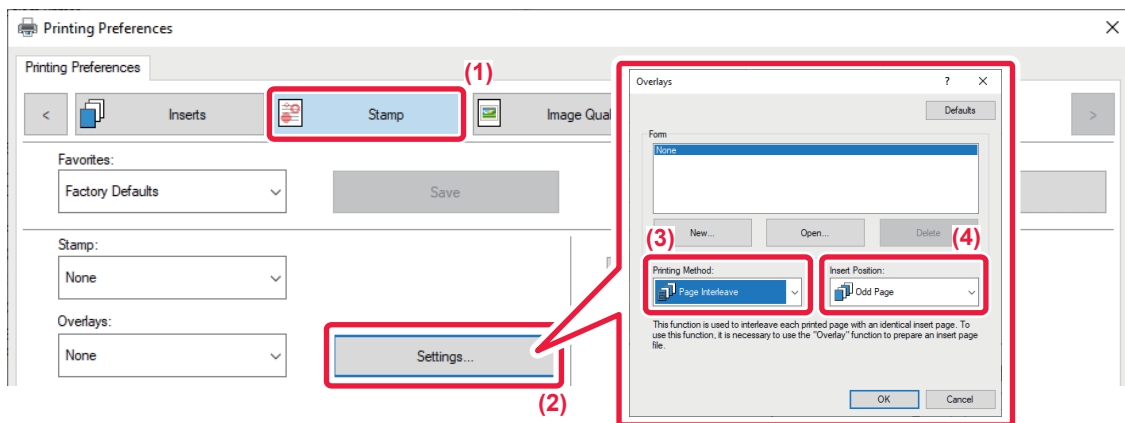 Printing Preferences
Printing Preferences
(1)
Inserts
Stamp
Image Qual
Favorites:
Factory Defaults
Save
Stamp:
None
Overlays:
None
Settings...
(2)
Overlays
?
Defaults
Form
None
New...
Open...
Delete
(3)
(4)
Printing Method:
Insert Position:
Page Interleave
Odd Page
This function is used to interleave each printed page with an identical insert page. To
use this function, it is necessary to use the "Overlay" function to prepare an insert page
file.
OK
Cancel